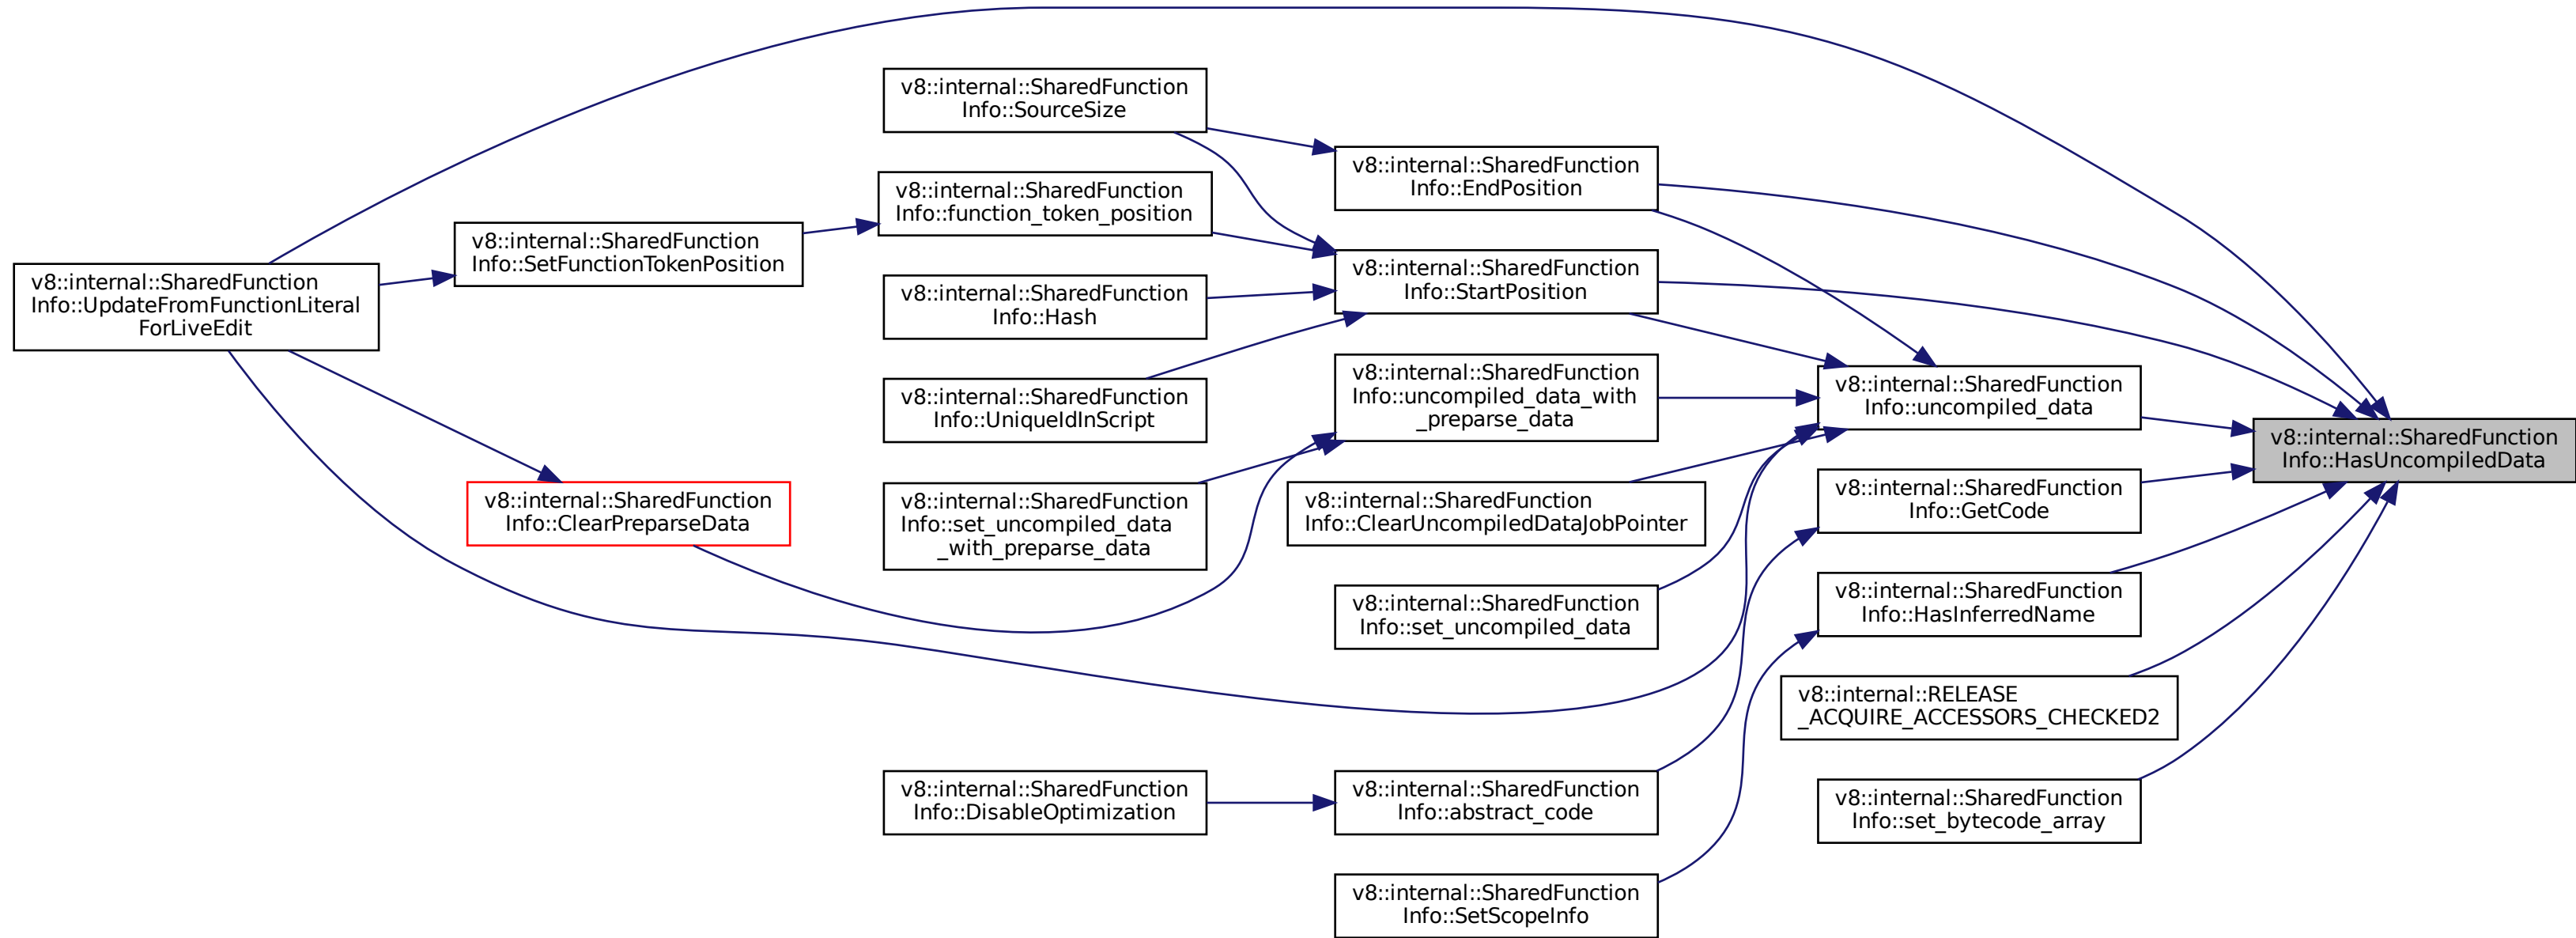 v8::internal::SharedFunction
Info::UpdateFromFunctionLiteral
ForLiveEdit
v8::internal::SharedFunction
Info::SetFunctionTokenPosition
v8::internal::SharedFunction
Info::ClearPreparseData
v8::internal::SharedFunction
Info::SourceSize
v8::internal::SharedFunction
Info::function_token_position
v8::internal::SharedFunction
Info::Hash
v8::internal::SharedFunction
Info::UniqueIdInScript
v8::internal::SharedFunction
Info::set_uncompiled_data
_with_preparse_data
v8::internal::SharedFunction
Info::DisableOptimization
v8::internal::SharedFunction
Info::EndPosition
v8::internal::SharedFunction
Info::StartPosition
v8::internal::SharedFunction
Info::uncompiled_data_with
_preparse_data
v8::internal::SharedFunction
Info::ClearUncompiledDataJobPointer
v8::internal::SharedFunction
Info::set_uncompiled_data
v8::internal::SharedFunction
Info::abstract_code
v8::internal::SharedFunction
Info::SetScopeInfo
v8::internal::SharedFunction
Info::uncompiled_data
v8::internal::SharedFunction
Info::GetCode
v8::internal::SharedFunction
Info::HasInferredName
v8::internal::RELEASE
_ACQUIRE_ACCESSORS_CHECKED2
v8::internal::SharedFunction
Info::set_bytecode_array
v8::internal::SharedFunction
Info::HasUncompiledData